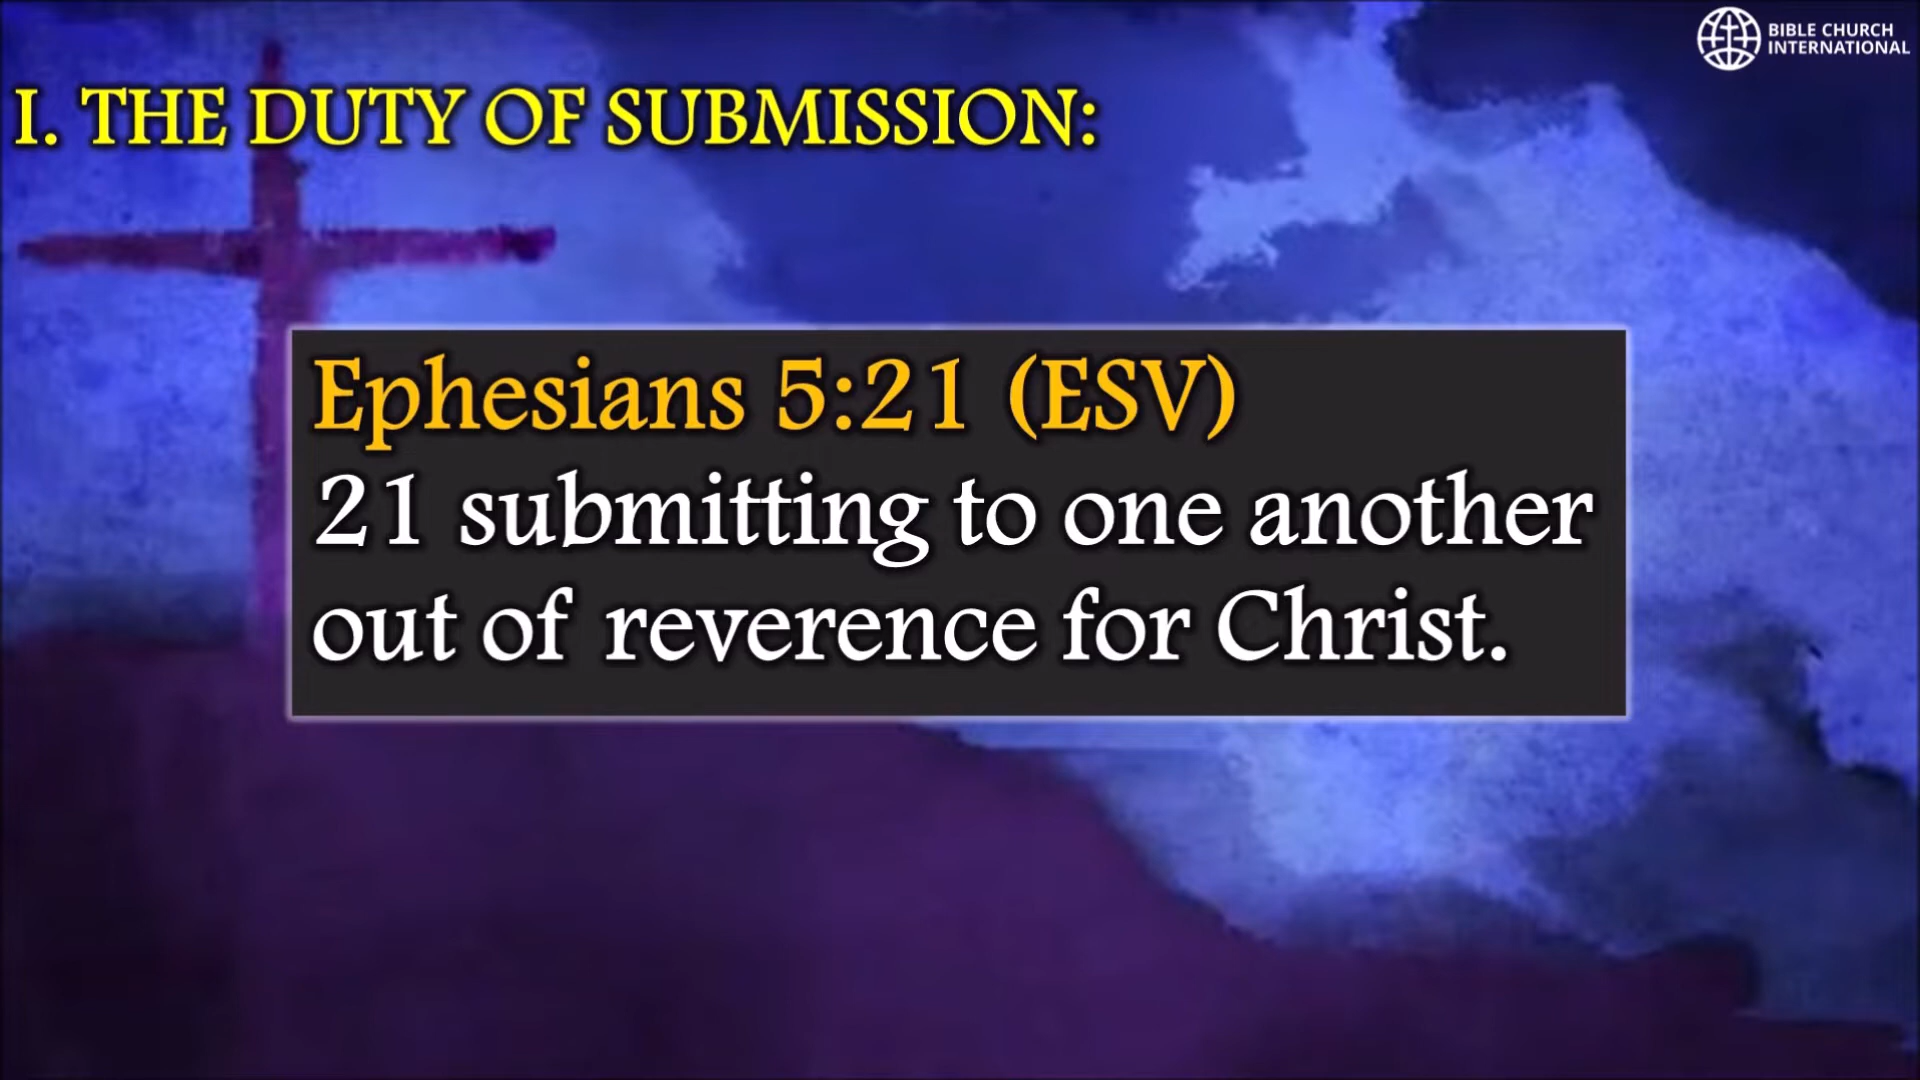 BIBLE CHURCH
INTERNATIONAL
I. THE DUTY OF SUBMISSION:
Ephesians 5:21 (ESV)
21 submitting to one another
out of reverence for Christ.